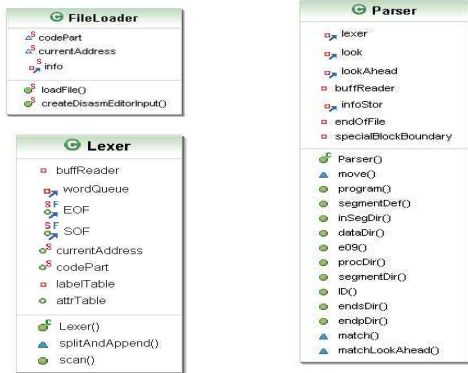 FileLoader
codePart
currentAddress
info
loadFile()
createDisasmEditorInput()
Lexer
buffReader
wordQueue
EOF
SOF
currentAddress
codePart
labelTable
attrTable
Lexer()
splitAndAppend()
scan()
Parser
lexer
look
lookAhead
buffReader
infoStor
endOfFile
specialBlockBoundary
Parser()
move()
program()
segmentDef()
inSegDir()
dataDir()
e09()
procDir()
segmentDir()
ID()
endsDir()
endpDir()
match()
matchLookAhead()